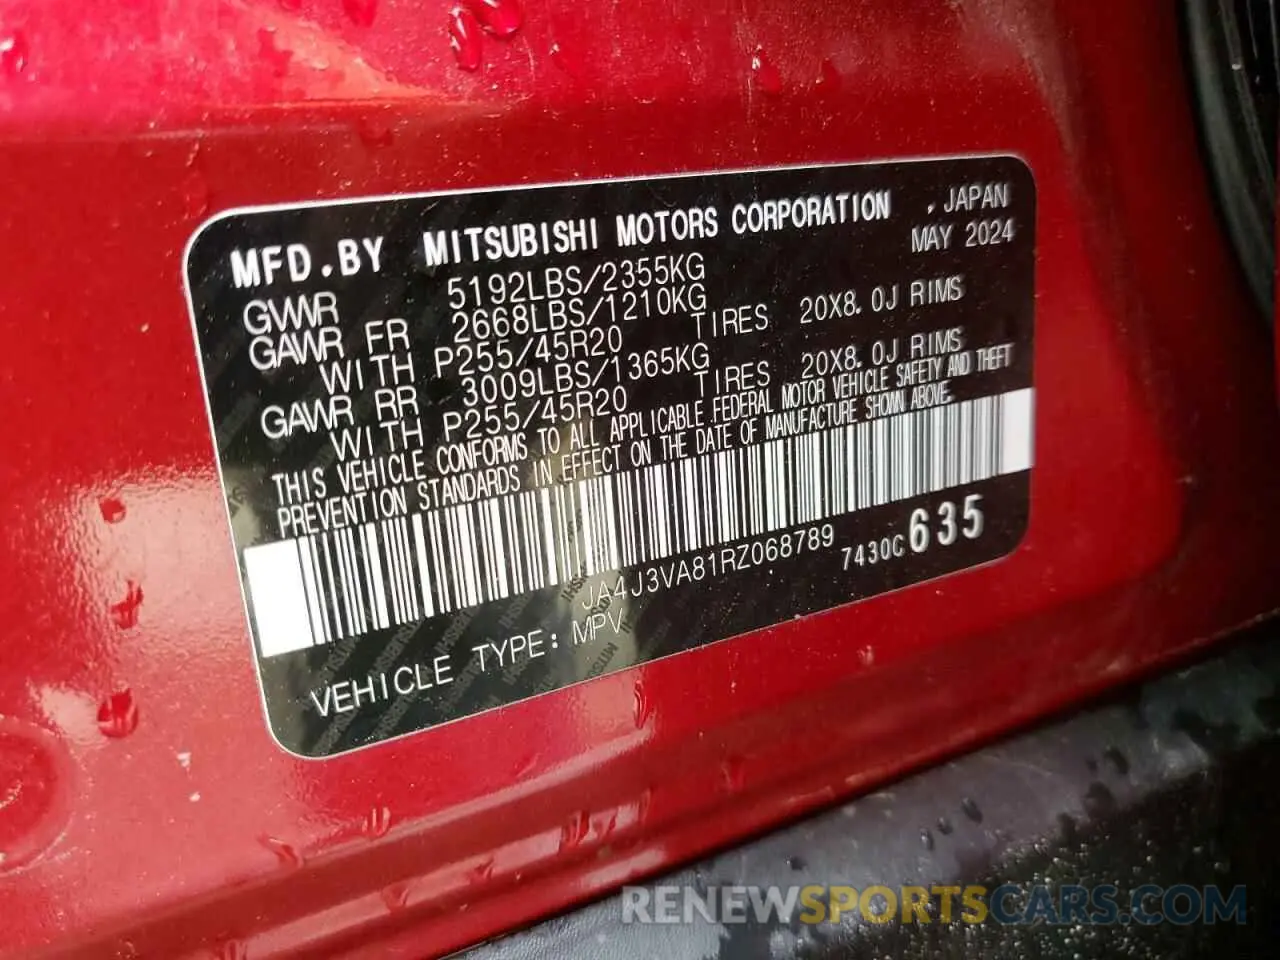 MFD.BY MITSUBISHI MOTORS CORPORATION , JAPAN
MAY 2024
GVWR 5192LBS/2355KG
GAWR FR 2668LBS/1210KG
WITH P255/45R20 TIRES 20X8.0J RIMS
GAWR RR 3009LBS/1365KG
WITH P255/45R20 TIRES 20X8.0J RIMS
THIS VEHICLE CONFORMS TO ALL APPLICABLE FEDERAL MOTOR VEHICLE SAFETY AND THEFT
PREVENTION STANDARDS IN EFFECT ON THE DATE OF MANUFACTURE SHOWN ABOVE.
JA4J3VA81RZ068789 7430C635
VEHICLE TYPE: MPV
RENEWSPORTSCARS.COM